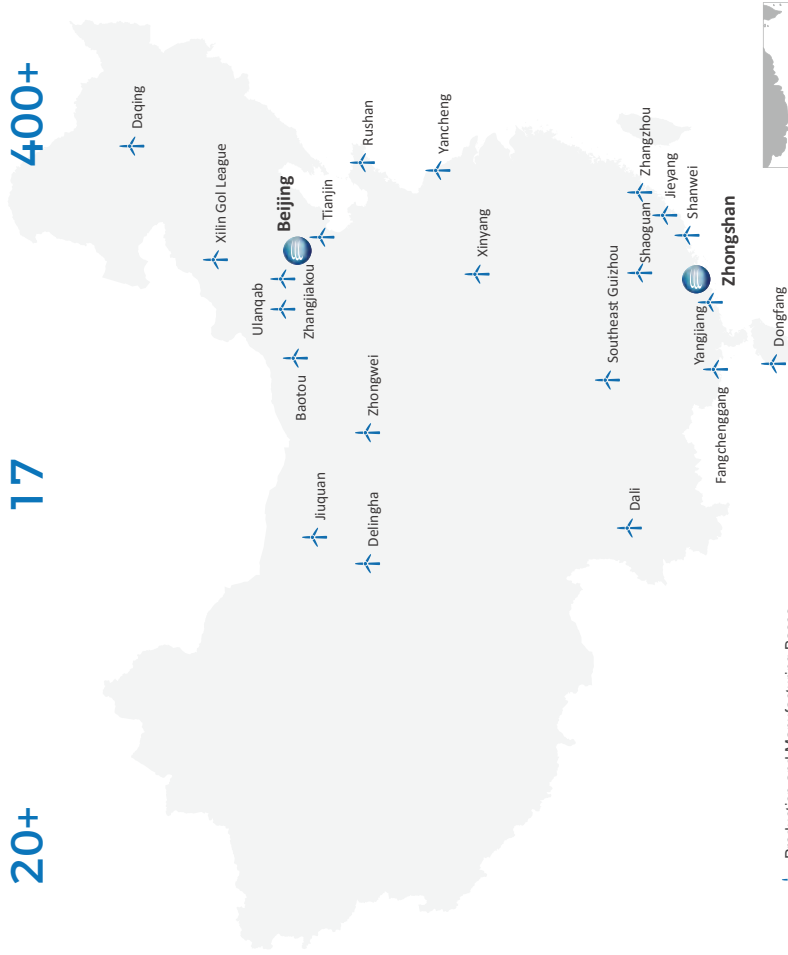 20+
17
400+
Daqing
Xilin Gol League
Beijing
Tianjin
Rushan
Ulanqab
Zhangjiakou
Baotou
Yancheng
Jiuquan
Zhongwei
Delingha
Xinyang
Zhangzhou
Jieyang
Shanwei
Shaoguan
Southeast Guizhou
Zhongshan
Yangjiang
Dali
Fangchenggang
Dongfang